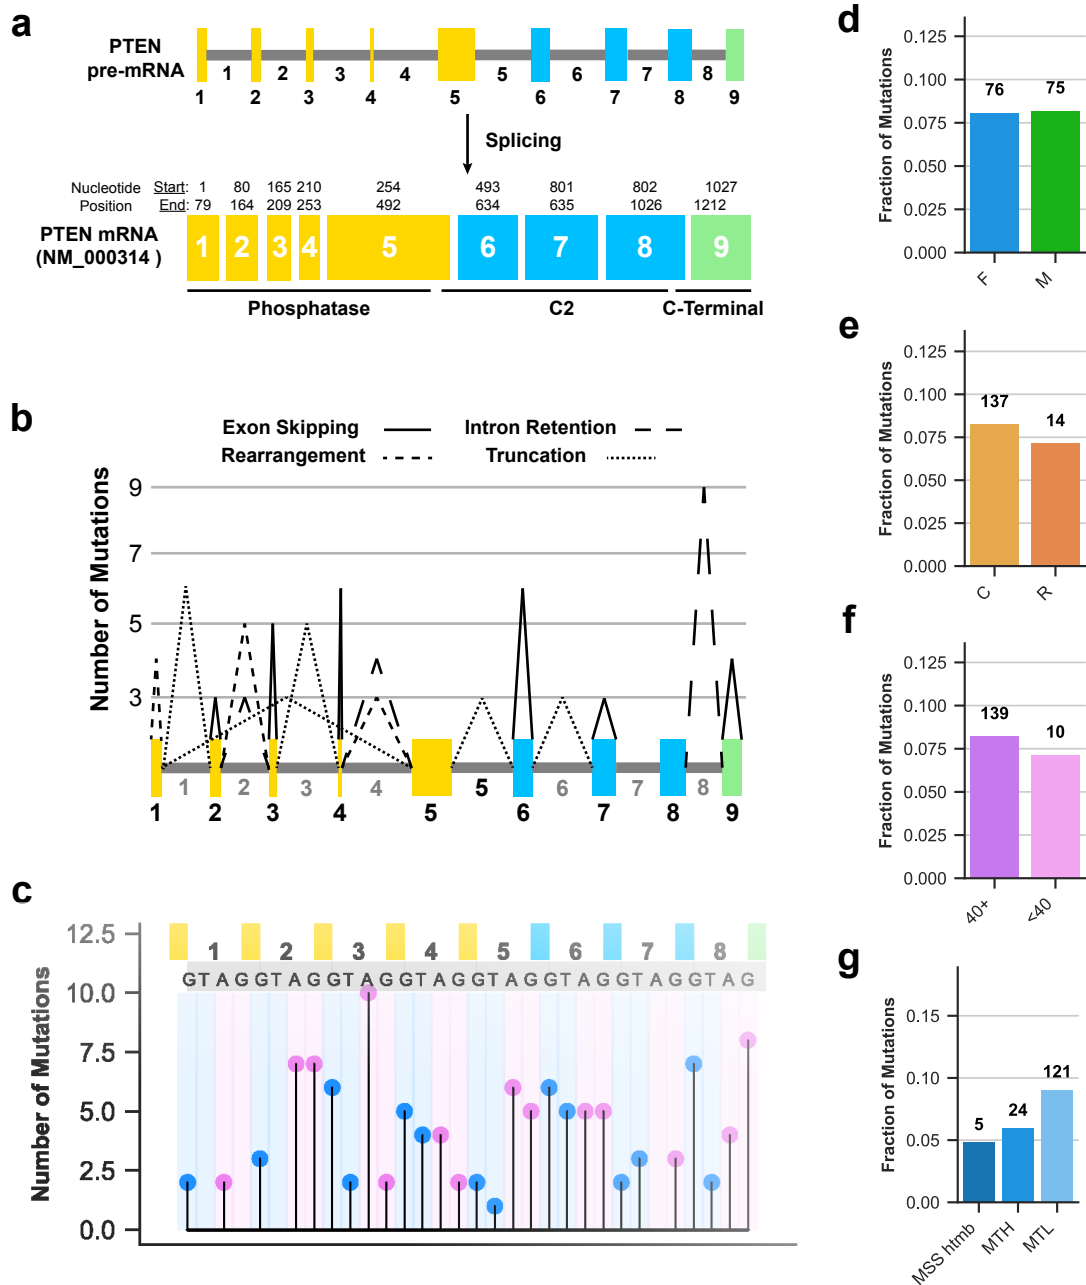 a
PTEN
pre-mRNA
1 2 3 4 5 6 7 8
1 2 3 4 5 6 7 8 9
Splicing
Nucleotide Start: 1 80 165 210 254 493 801 802 1027
Position End: 79 164 209 253 492 634 635 1026 1212
PTEN mRNA
(NM_000314 )
1 2 3 4 5 6 7 8 9
Phosphatase C2 C-Terminal
b
Exon Skipping Intron Retention
Rearrangement Truncation
Number of Mutations
9
7
5
3
1 2 3 4 5 6 7 8
1 2 3 4 5 6 7 8 9
c
Number of Mutations
12.5
10.0
7.5
5.0
2.5
0.0
1 2 3 4 5 6 7 8
G T A G G T A G G T A G G T A G G T A G G T A G G T A G G T A G
d
Fraction of Mutations
0.125
0.100
0.075
0.050
0.025
0.000
76 75
F M
e
Fraction of Mutations
0.125
0.100
0.075
0.050
0.025
0.000
137 14
C R
f
Fraction of Mutations
0.125
0.100
0.075
0.050
0.025
0.000
139 10
40+ <40
g
Fraction of Mutations
0.15
0.10
0.05
0.00
5 24 121
MSS htmb MTH MTL